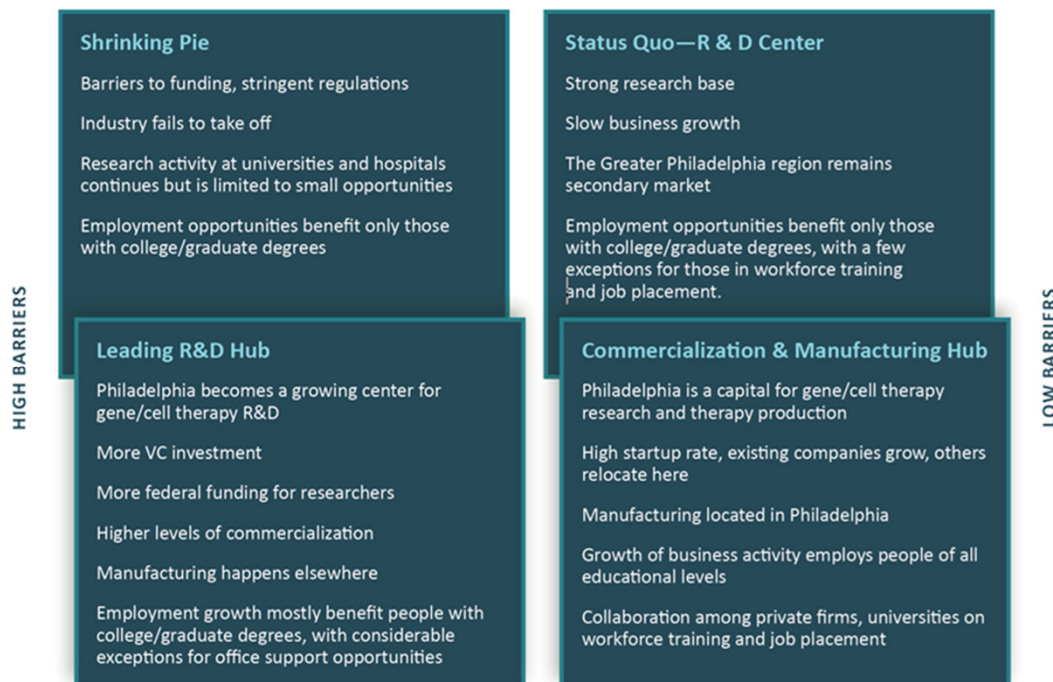 HIGH BARRIERS
Shrinking Pie
Barriers to funding, stringent regulations
Industry fails to take off
Research activity at universities and hospitals
continues but is limited to small opportunities
Employment opportunities benefit only those
with college/graduate degrees
Status Quo—R & D Center
Strong research base
Slow business growth
The Greater Philadelphia region remains
secondary market
Employment opportunities benefit only those
with college/graduate degrees, with a few
exceptions for those in workforce training
and job placement.
Leading R&D Hub
Philadelphia becomes a growing center for
gene/cell therapy R&D
More VC investment
More federal funding for researchers
Higher levels of commercialization
Manufacturing happens elsewhere
Employment growth mostly benefit people with
college/graduate degrees, with considerable
exceptions for office support opportunities
Commercialization & Manufacturing Hub
Philadelphia is a capital for gene/cell therapy
research and therapy production
High startup rate, existing companies grow, others
relocate here
Manufacturing located in Philadelphia
Growth of business activity employs people of all
educational levels
Collaboration among private firms, universities on
workforce training and job placement
LOW BARRIERS